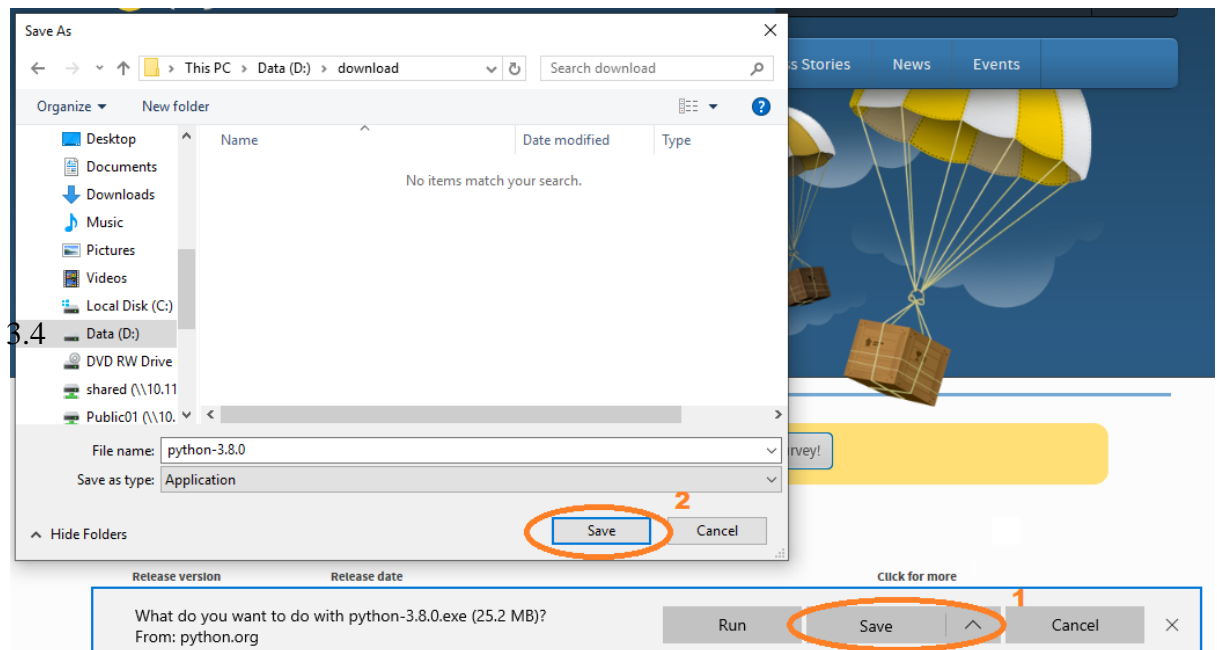 Save As
This PC > Data (D:) > download
Search download
s Stories News Events
Organize New folder
?
Desktop
Documents
Downloads
Music
Pictures
Videos
Local Disk (C:)
3.4
Data (D:)
DVD RW Drive
shared (\\10.11
Public01 (\\10.
Name Date modified Type
No items match your search.
File name: python-3.8.0
Save as type: Application
rvey!
2
Hide Folders
Save Cancel
Release version Release date Click for more
1
What do you want to do with python-3.8.0.exe (25.2 MB)?
From: python.org
Run Save Cancel